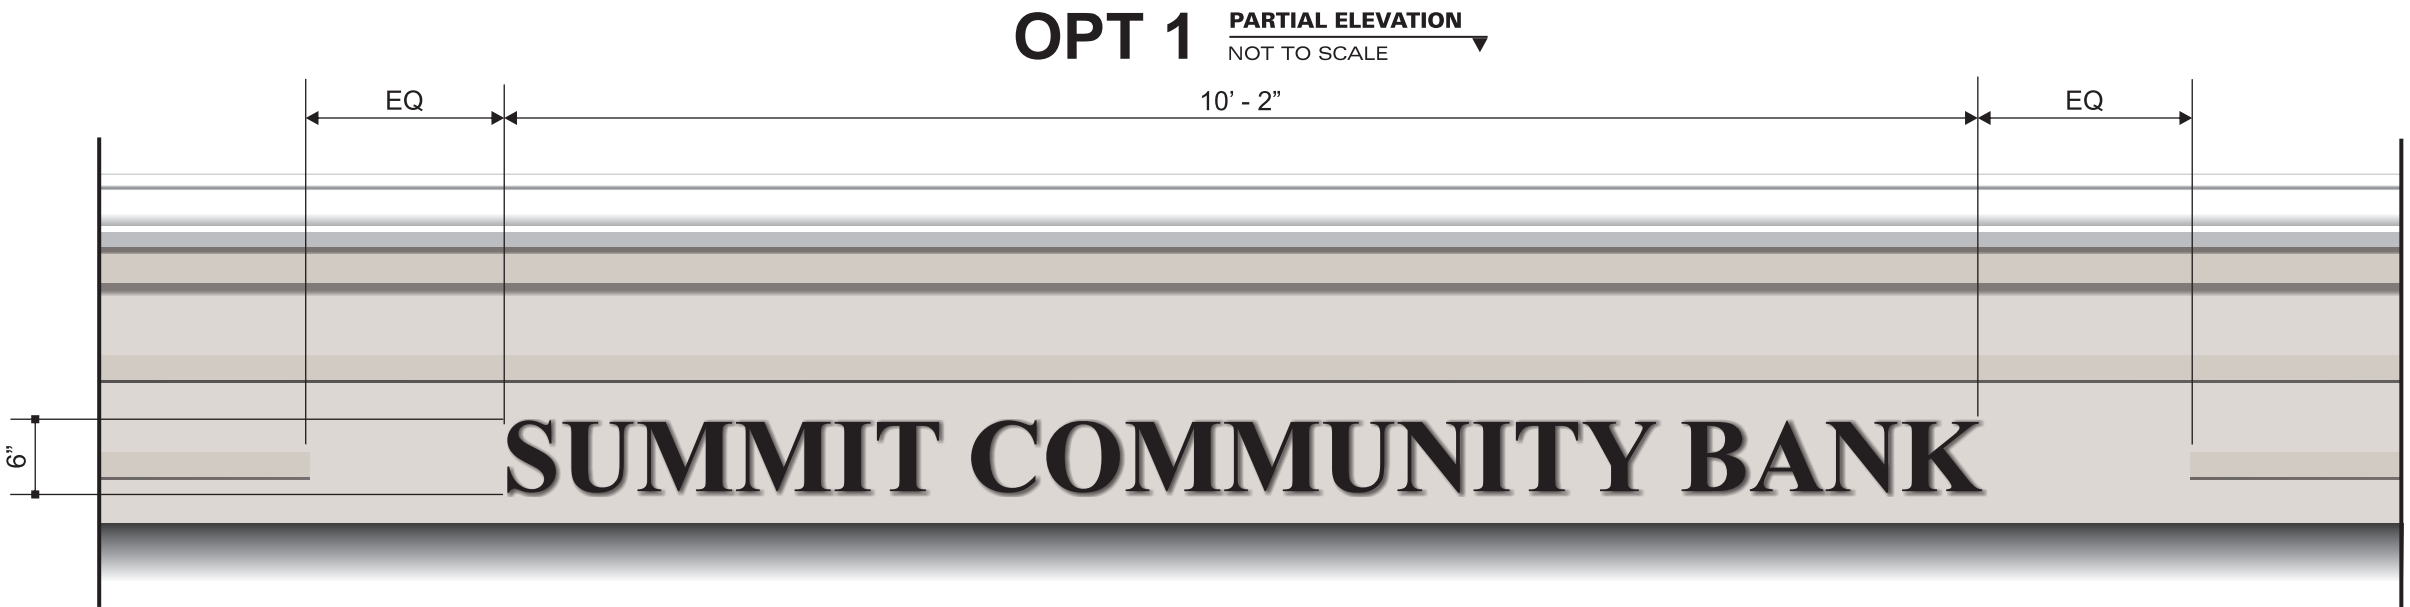 OPT 1
PARTIAL ELEVATION
NOT TO SCALE
EQ
10’ - 2”
EQ
6”
SUMMIT COMMUNITY BANK